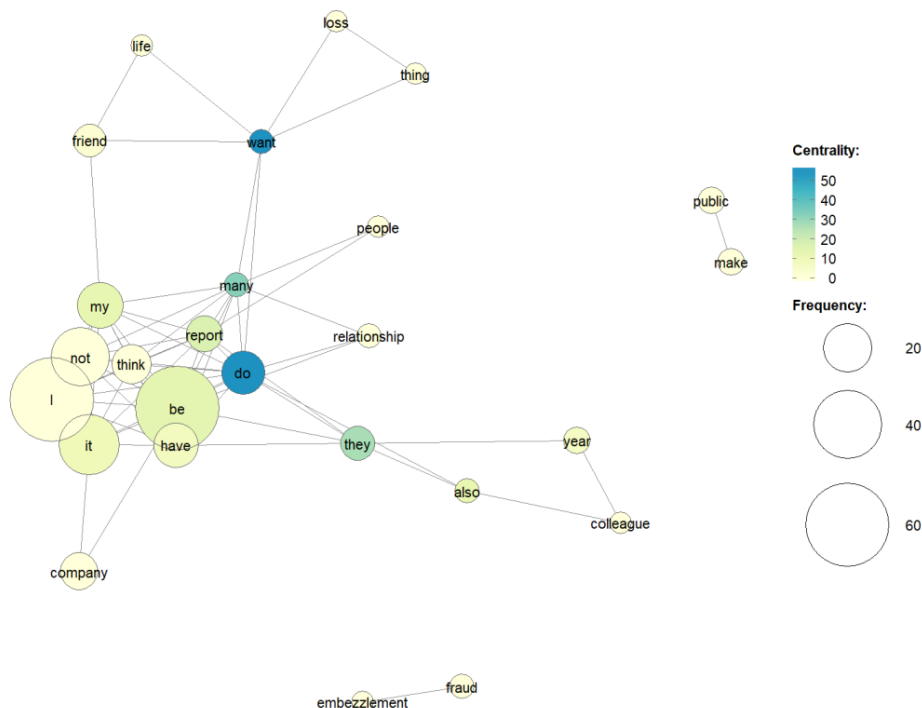 loss
life
thing
friend
want
Centrality:
50
40
30
20
10
0
public
make
people
many
my
report
relationship
not
think
do
I
be
it
have
they
year
also
colleague
company
Frequency:
20
40
60
fraud
embezzlement